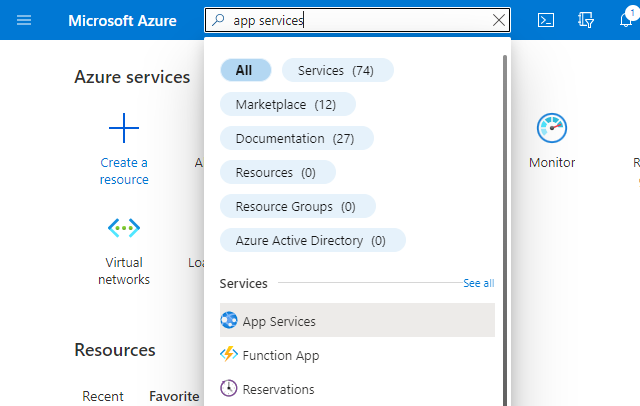 Microsoft Azure
app services
1
All
Services (74)
Marketplace (12)
Documentation (27)
Resources (0)
Resource Groups (0)
Azure Active Directory (0)
Services
See all
App Services
Function App
Reservations
Azure services
Create a
resource
Monitor
Virtual
networks
Resources
Recent
Favorite